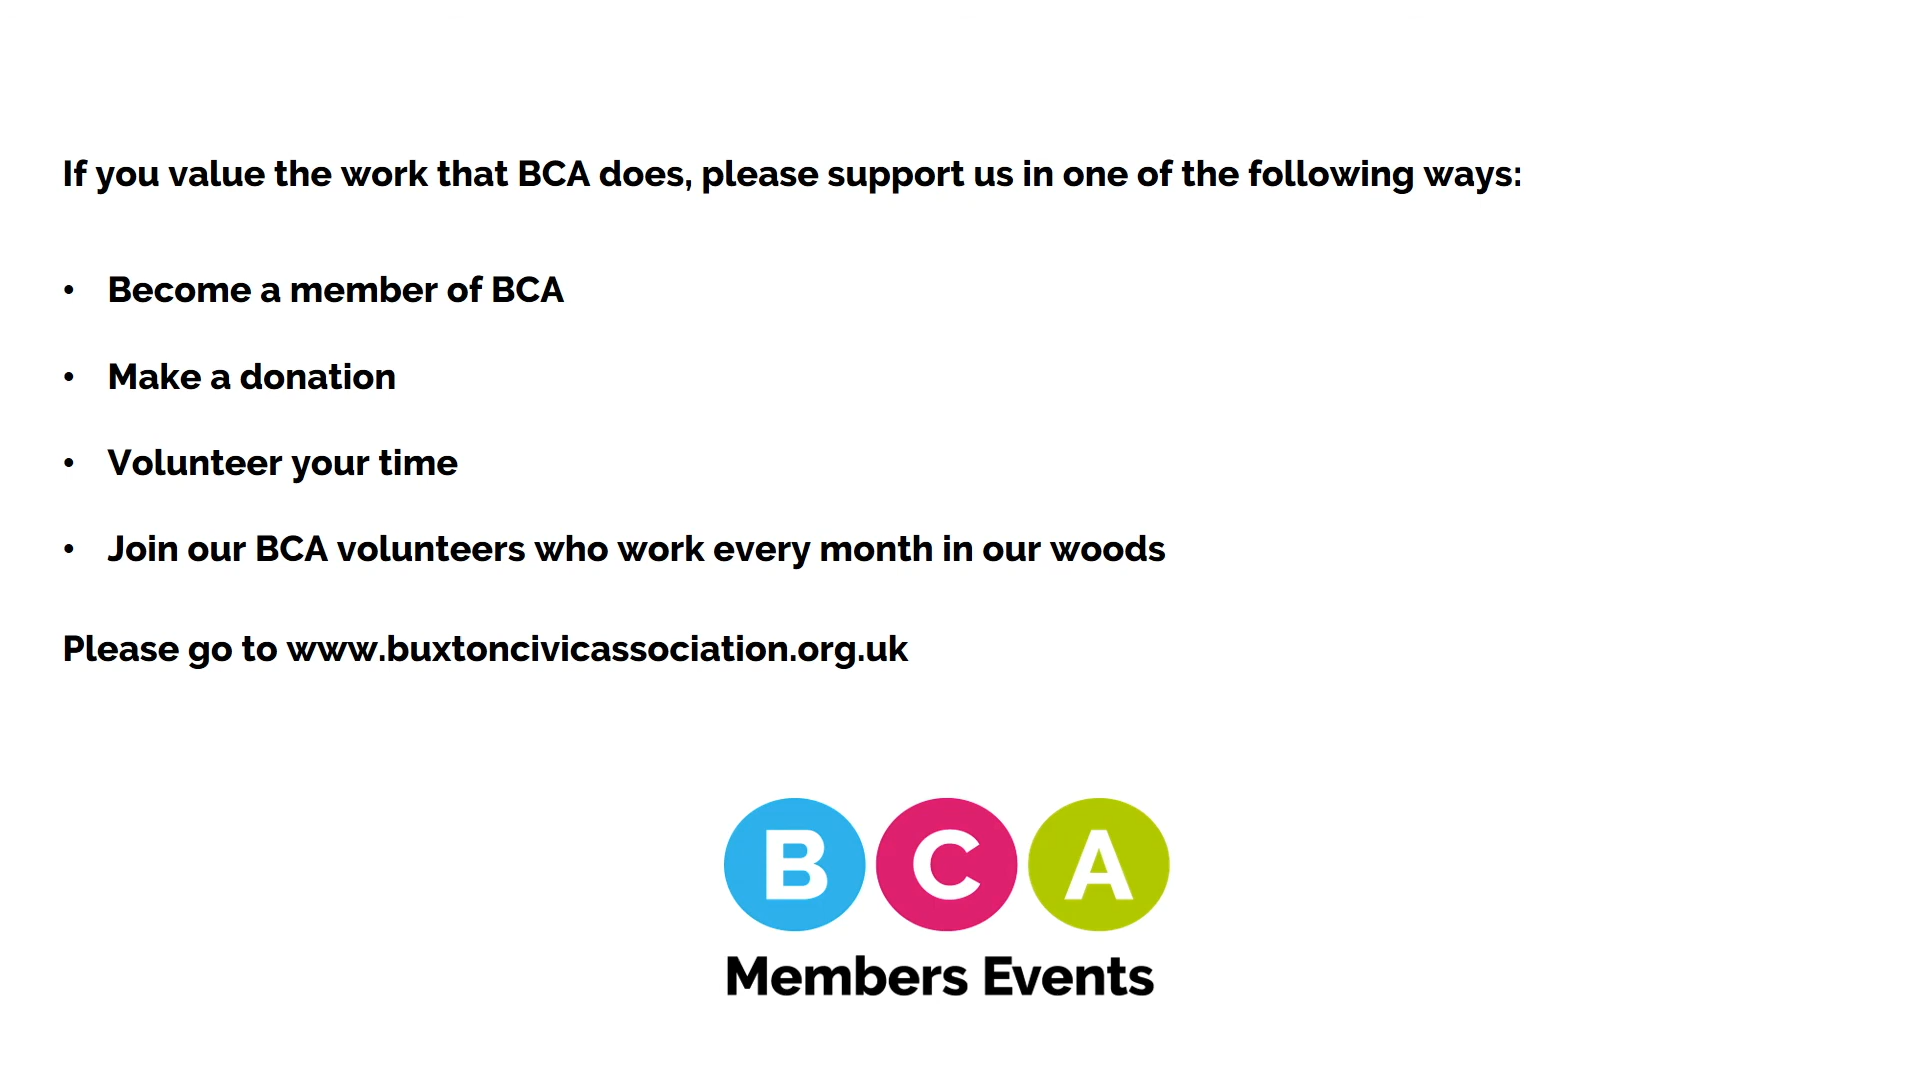 If you value the work that BCA does, please support us in one of the following ways:
• Become a member of BCA
• Make a donation
• Volunteer your time
• Join our BCA volunteers who work every month in our woods
Please go to www.buxtoncivicassociation.org.uk
B C A
Members Events